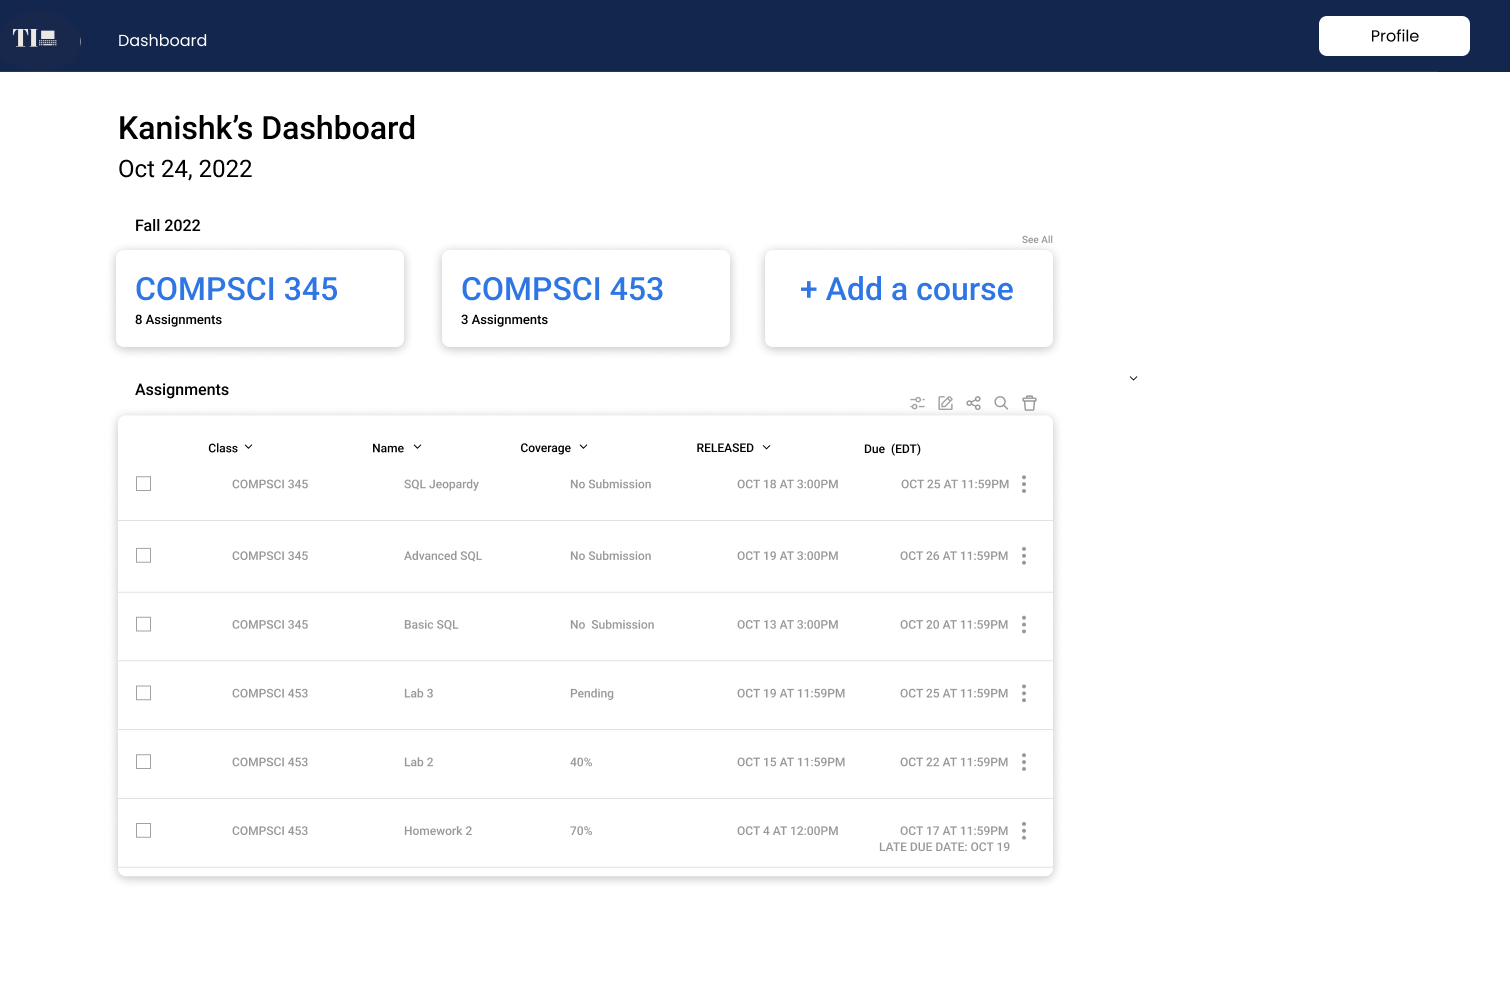 TI
Dashboard
Profile
Kanishk’s Dashboard
Oct 24, 2022
Fall 2022
See All
COMPSCI 345
8 Assignments
COMPSCI 453
3 Assignments
+ Add a course
Assignments
Class Name Coverage RELEASED Due (EDT)
COMPSCI 345 SQL Jeopardy No Submission OCT 18 AT 3:00PM OCT 25 AT 11:59PM
COMPSCI 345 Advanced SQL No Submission OCT 19 AT 3:00PM OCT 26 AT 11:59PM
COMPSCI 345 Basic SQL No Submission OCT 13 AT 3:00PM OCT 20 AT 11:59PM
COMPSCI 453 Lab 3 Pending OCT 19 AT 11:59PM OCT 25 AT 11:59PM
COMPSCI 453 Lab 2 40% OCT 15 AT 11:59PM OCT 22 AT 11:59PM
COMPSCI 453 Homework 2 70% OCT 4 AT 12:00PM OCT 17 AT 11:59PM
LATE DUE DATE: OCT 19